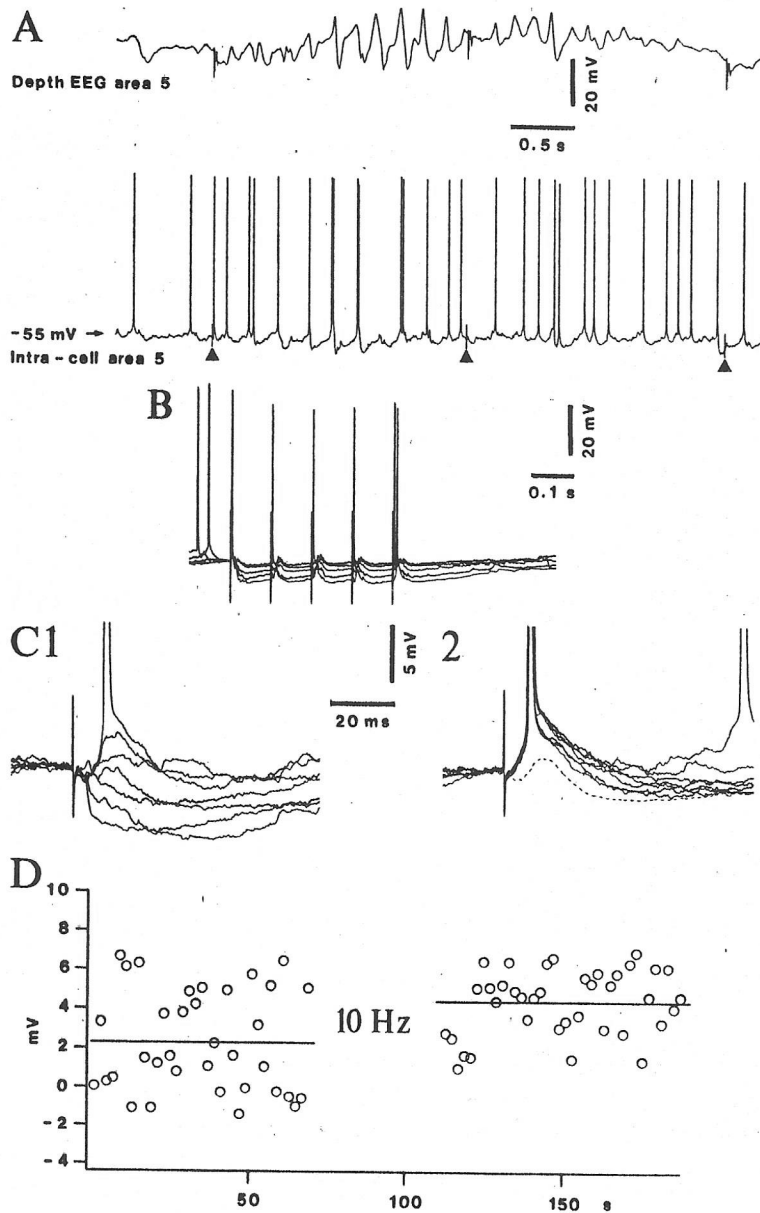 A
Depth EEG area 5
20 mV
0.5 s
-55 mV →
Intra-cell area 5
B
20 mV
0.1 s
C1
5 mV
20 ms
2
D
10
8
6
4
2
0
-2
-4
mV
10 Hz
50
100
150
s